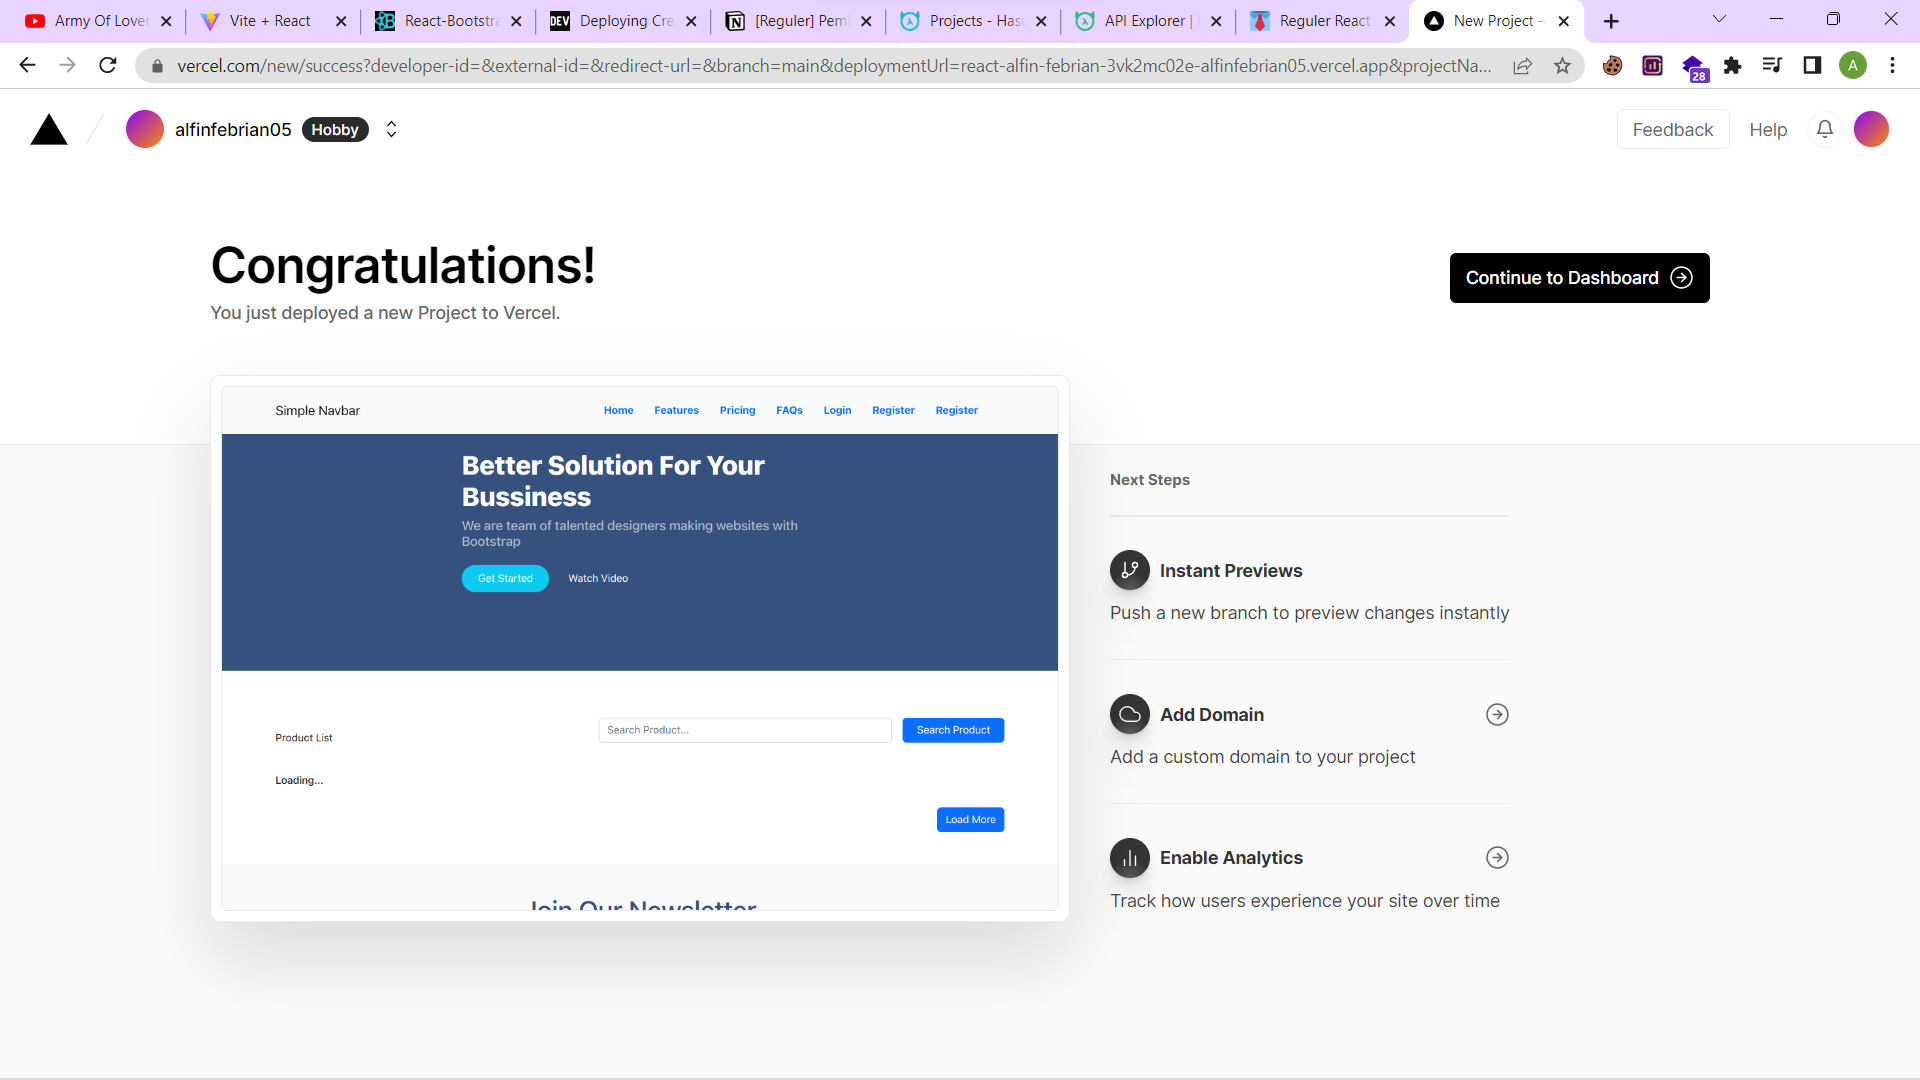 Army Of Lover
Vite + React
React-Bootstra
DEV
Deploying Cre
[Reguler] Pem
Projects - Hasu
API Explorer |
Reguler React
New Project –
vercel.com/new/success?developer-id=&external-id=&redirect-url=&branch=main&deploymentUrl=react-alfin-febrian-3vk2mc02e-alfinfebrian05.vercel.app&projectNa...
28
A
alfinfebrian05
Hobby
Feedback
Help
Congratulations!
You just deployed a new Project to Vercel.
Continue to Dashboard
Simple Navbar
Home
Features
Pricing
FAQs
Login
Register
Register
Better Solution For Your
Bussiness
We are team of talented designers making websites with
Bootstrap
Get Started
Watch Video
Product List
Search Product...
Search Product
Loading...
Load More
Join Our Newsletter
Next Steps
Instant Previews
Push a new branch to preview changes instantly
Add Domain
Add a custom domain to your project
Enable Analytics
Track how users experience your site over time